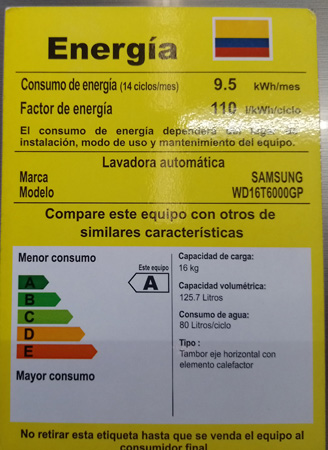 Energía
Consumo de energía (14 ciclos/mes) 9.5 kWh/mes
Factor de energía 110 l/kWh/ciclo
El consumo de energía dependerá del
instalación, modo de uso y mantenimiento del equipo.
Lavadora automática
Marca SAMSUNG
Modelo WD16T6000GP
Compare este equipo con otros de
similares características
Menor consumo
A
B
C
D
E
Mayor consumo
Este equipo
A
Capacidad de carga:
16 kg
Capacidad volumétrica:
125.7 Litros
Consumo de agua:
80 Litros/ciclo
Tipo :
Tambor eje horizontal con
elemento calefactor
No retirar esta etiqueta hasta que se venda el equipo al
consumidor final